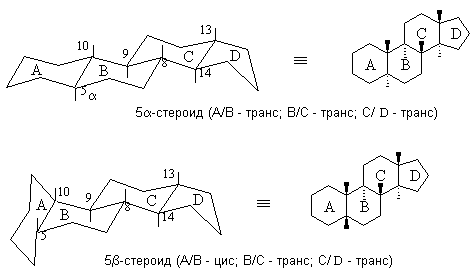 13
10
9
8
14
5
α
A
B
C
D
≡
A
B
C
D
5α-стероид (A/B - транс; B/C - транс; C/ D - транс)
13
10
9
8
14
5
A
B
C
D
≡
A
B
C
D
5β-стероид (A/B - цис; B/C - транс; C/ D - транс)